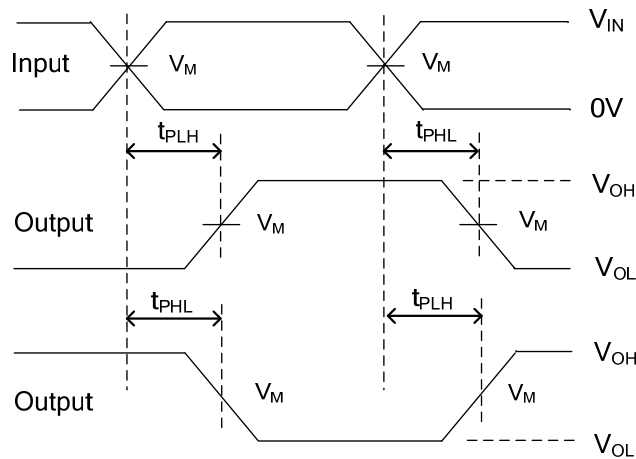 V_IN
Input V_M V_M
0V
t_PLH t_PHL
V_OH
Output V_M V_M
V_OL
t_PHL t_PLH
V_OH
Output V_M V_M
V_OL